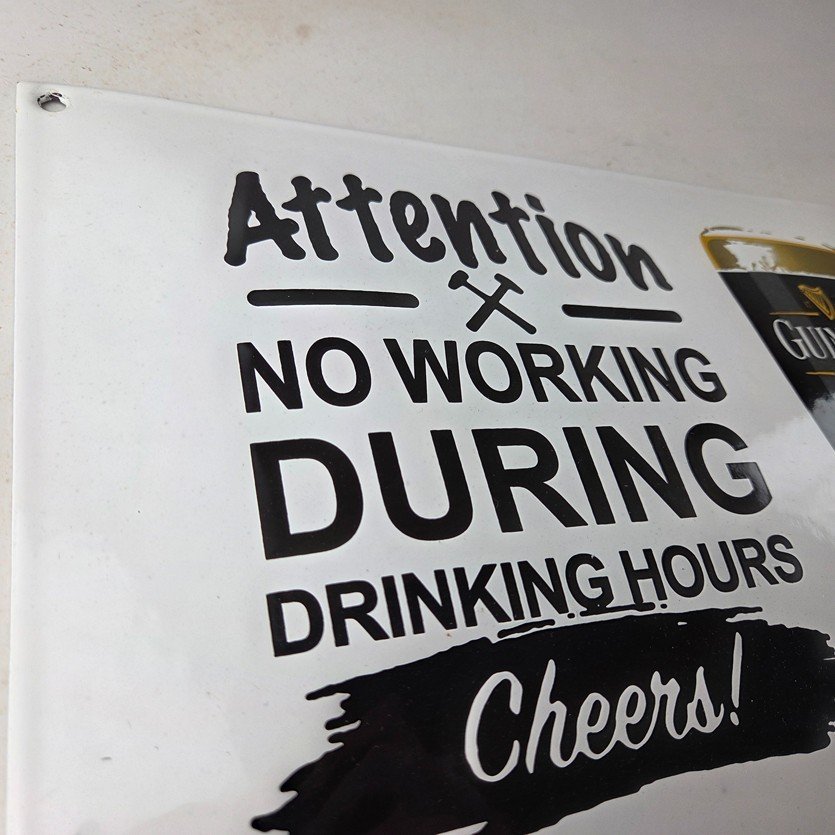 Attention
NO WORKING
DURING
DRINKING HOURS
Cheers!